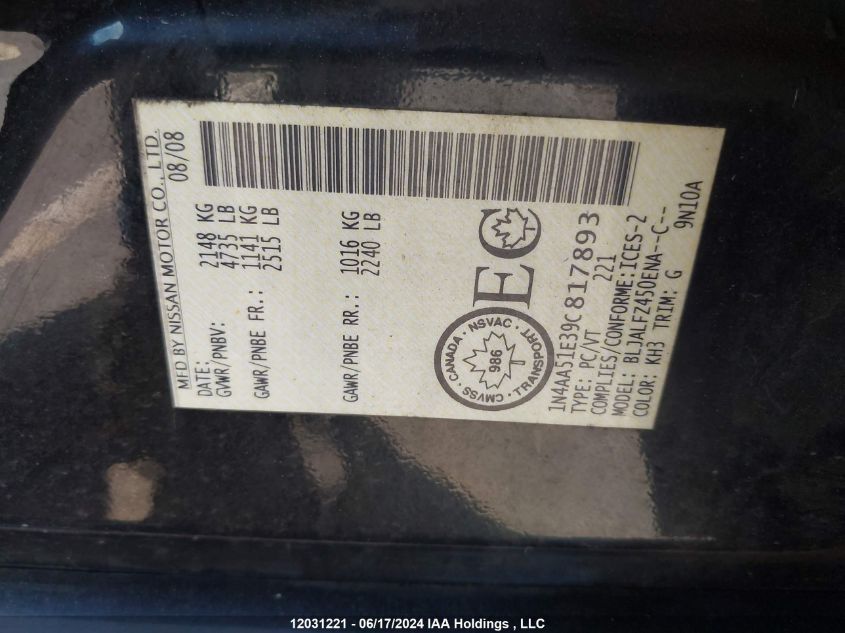 MFD BY NISSAN MOTOR CO., LTD.
DATE: 08/08
GVWR/PNBV: 2148 KG
4735 LB
GAWR/PNBE FR.: 1141 KG
2515 LB
GAWR/PNBE RR.: 1016 KG
2240 LB
CANADA · NSVAC · TRANSPORT · CMVSS ·
986
EC
1N4AA51E39C817893
TYPE: PC/VT 221
COMPLIES/CONFORME:ICES-2
MODEL: BLJALFZ450ENA--C--
COLOR: KH3 TRIM: G 9N10A
12031221 - 06/17/2024 IAA Holdings , LLC